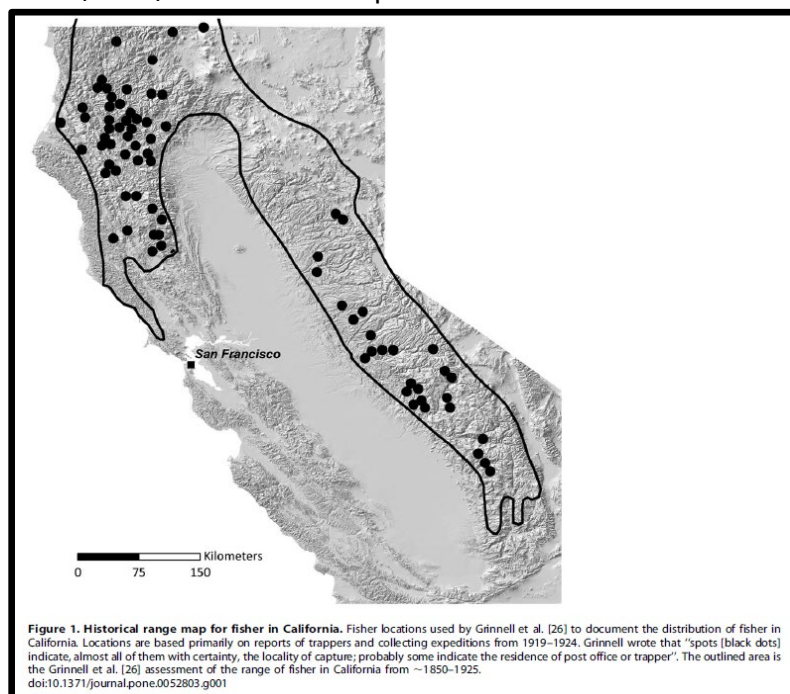 San Francisco
Kilometers
0 75 150
Figure 1. Historical range map for fisher in California. Fisher locations used by Grinnell et al. [26] to document the distribution of fisher in
California. Locations are based primarily on reports of trappers and collecting expeditions from 1919–1924. Grinnell wrote that "spots [black dots]
indicate, almost all of them with certainty, the locality of capture; probably some indicate the residence of post office or trapper". The outlined area is
the Grinnell et al. [26] assessment of the range of fisher in California from ~1850–1925.
doi:10.1371/journal.pone.0052803.g001